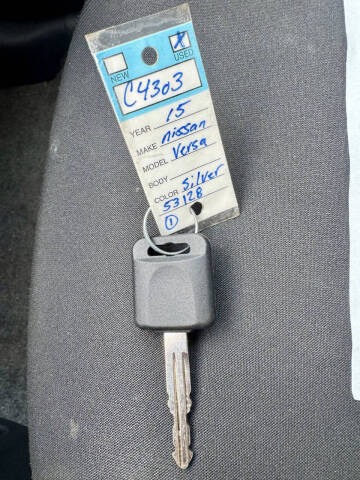 NEW
USED
C4303
YEAR 15
MAKE nissan
MODEL Versa
BODY
COLOR Silver
53128
1